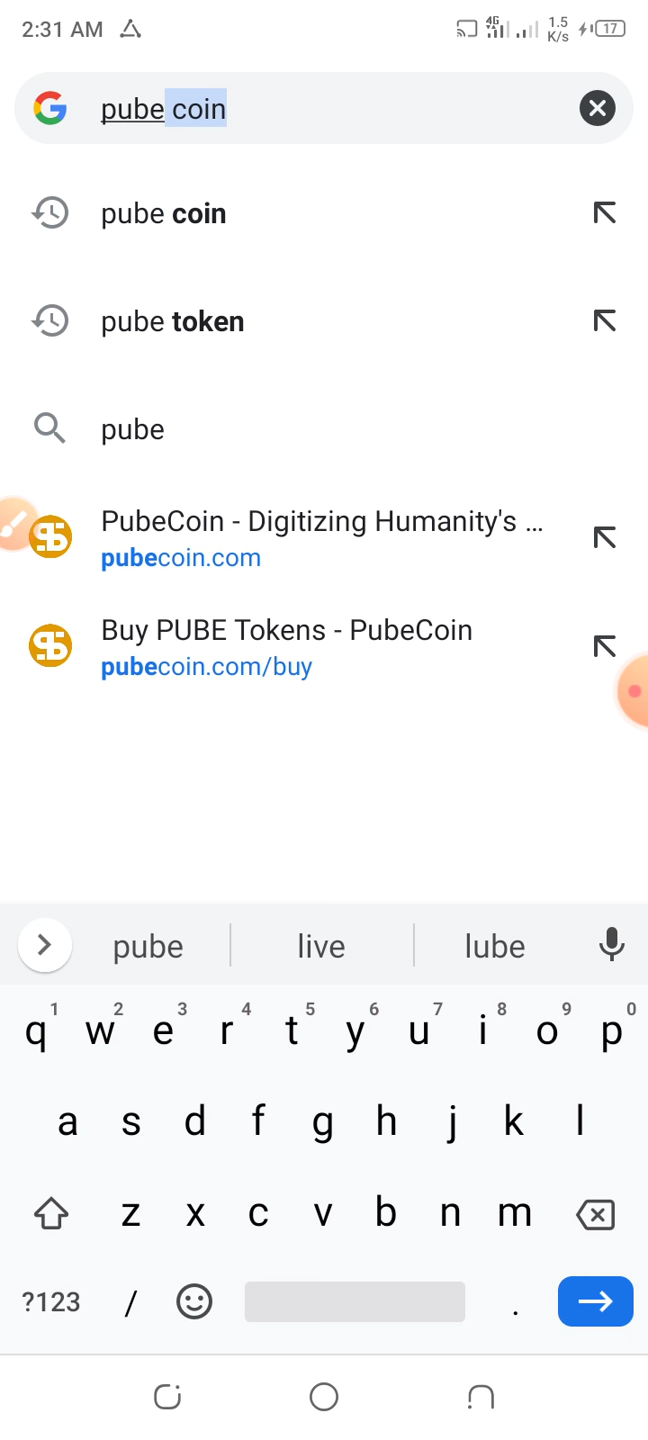 2:31 AM
4G
1.5
K/s
17
pube coin
pube coin
pube token
pube
PubeCoin - Digitizing Humanity's ...
pubecoin.com
Buy PUBE Tokens - PubeCoin
pubecoin.com/buy
pube live lube
1 2 3 4 5 6 7 8 9 0
q w e r t y u i o p
a s d f g h j k l
z x c v b n m
?123 / .